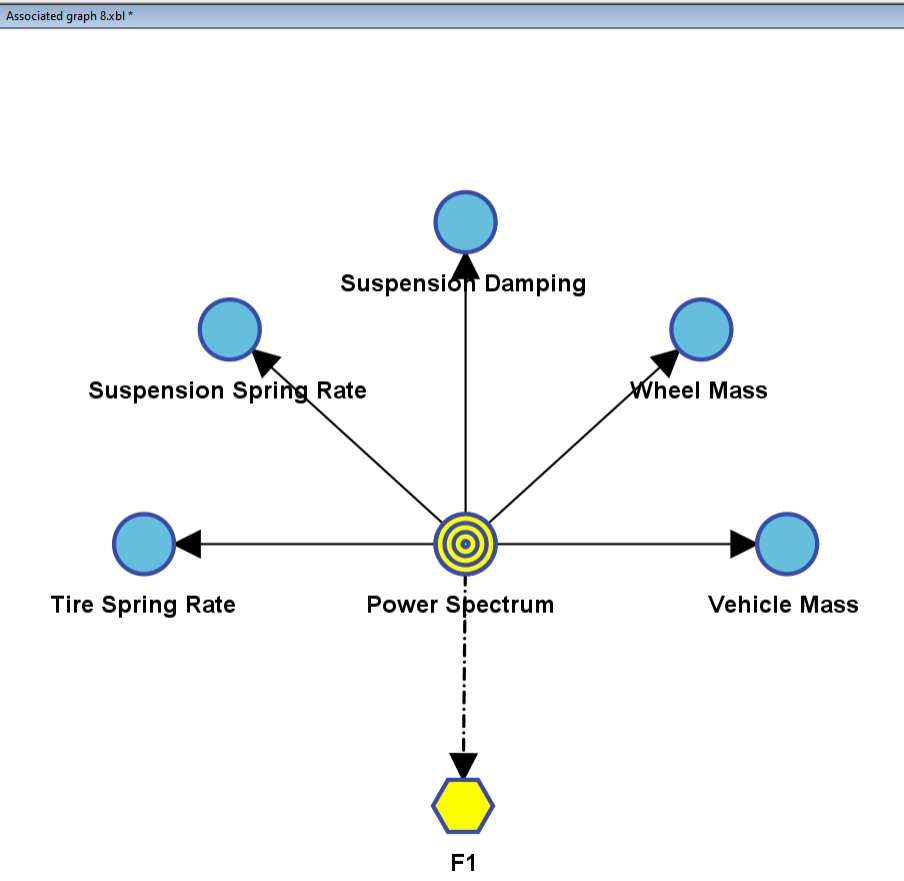 Associated graph 8.xbl *
Suspension Damping
Suspension Spring Rate
Wheel Mass
Tire Spring Rate
Power Spectrum
Vehicle Mass
F1